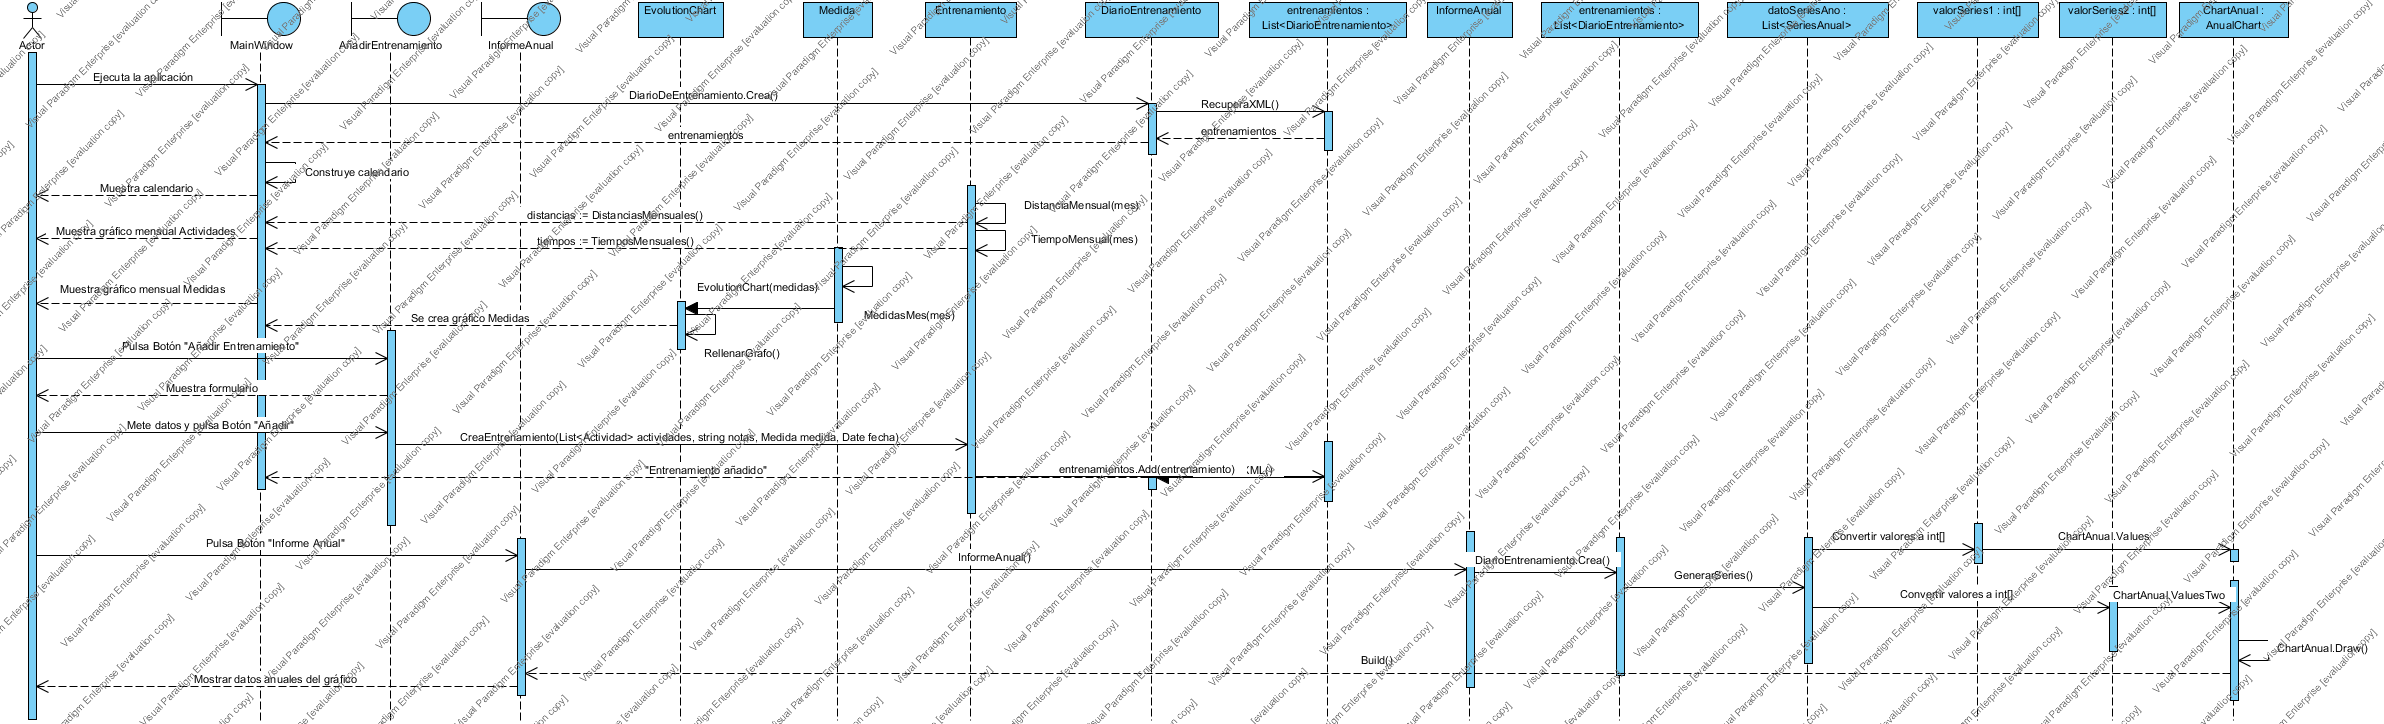 EvolutionChart
Medida
Entrenamiento
DiarioEntrenamiento
entrenamientos :
List<DiarioEntrenamiento>
InformeAnual
entrenamientos :
List<DiarioEntrenamiento>
datoSeriesAno :
List<SeriesAnual>
valorSeries1 : int[]
valorSeries2 : int[]
ChartAnual :
AnualChart
Actor
MainWindow
AñadirEntrenamiento
InformeAnual
Ejecuta la aplicación
DiarioDeEntrenamiento.Crea()
RecuperaXML()
entrenamientos
entrenamientos
Construye calendario
Muestra calendario
DistanciaMensual(mes)
distancias := DistanciasMensuales()
Muestra gráfico mensual Actividades
tiempos := TiemposMensuales()
TiempoMensual(mes)
Muestra gráfico mensual Medidas
EvolutionChart(medidas)
Se crea gráfico Medidas
MedidasMes(mes)
Pulsa Botón "Añadir Entrenamiento"
RellenarGrafo()
Muestra formulario
Mete datos y pulsa Botón "Añadir"
CreaEntrenamiento(List<Actividad> actividades, string notas, Medida medida, Date fecha)
"Entrenamiento añadido"
entrenamientos.Add(entrenamiento)
XML()
Pulsa Botón "Informe Anual"
InformeAnual()
DiarioEntrenamiento.Crea()
GenerarSeries()
Convertir valores a int[]
ChartAnual.Values
Convertir valores a int[]
ChartAnual.ValuesTwo
ChartAnual.Draw()
Build()
Mostrar datos anuales del gráfico
Visual Paradigm Enterprise [evaluation copy]